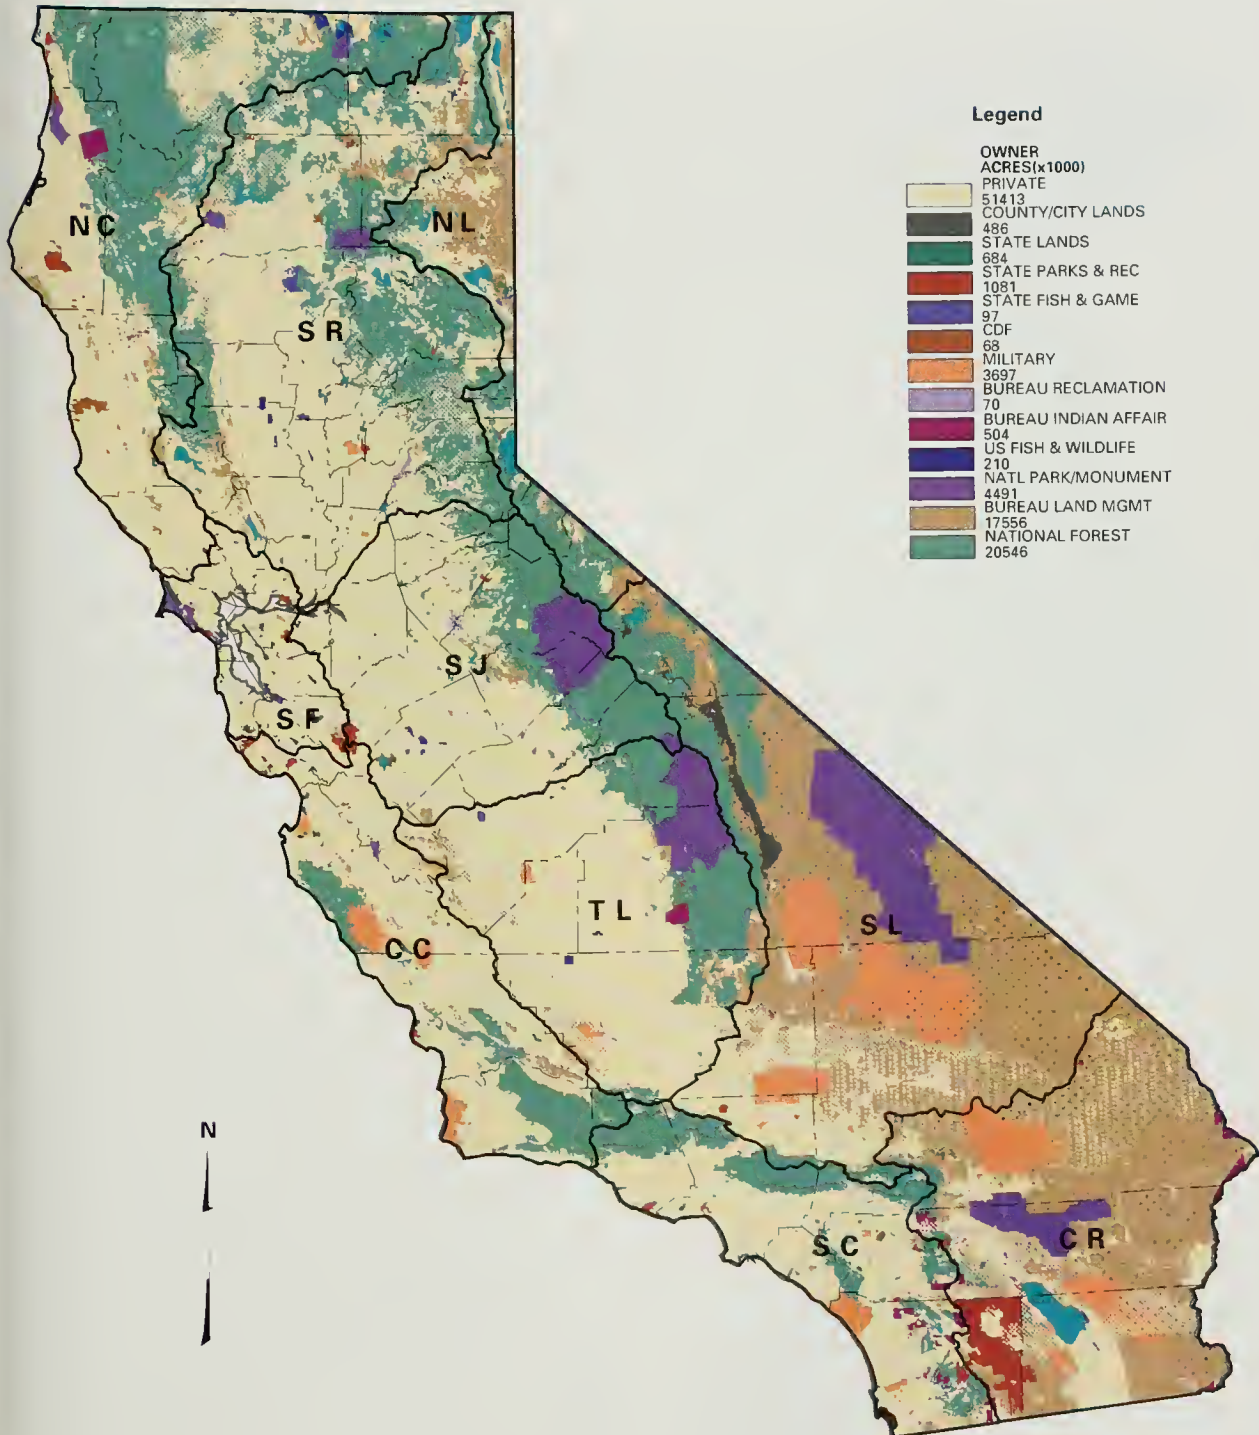 Legend
OWNER
ACRES(x1000)
PRIVATE
51413
COUNTY/CITY LANDS
486
STATE LANDS
684
STATE PARKS & REC
1081
STATE FISH & GAME
97
CDF
68
MILITARY
3697
BUREAU RECLAMATION
70
BUREAU INDIAN AFFAIR
504
US FISH & WILDLIFE
210
NATL PARK/MONUMENT
4491
BUREAU LAND MGMT
17556
NATIONAL FOREST
20546
NC
NL
SR
SJ
SF
TL
SL
CC
N
SC
CR